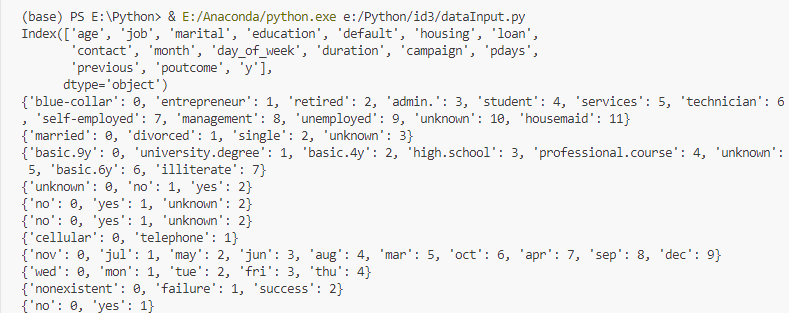 (base) PS E:\Python> & E:/Anaconda/python.exe e:/Python/id3/dataInput.py
Index(['age', 'job', 'marital', 'education', 'default', 'housing', 'loan',
'contact', 'month', 'day_of_week', 'duration', 'campaign', 'pdays',
'previous', 'poutcome', 'y'],
dtype='object')
{'blue-collar': 0, 'entrepreneur': 1, 'retired': 2, 'admin.': 3, 'student': 4, 'services': 5, 'technician': 6
, 'self-employed': 7, 'management': 8, 'unemployed': 9, 'unknown': 10, 'housemaid': 11}
{'married': 0, 'divorced': 1, 'single': 2, 'unknown': 3}
{'basic.9y': 0, 'university.degree': 1, 'basic.4y': 2, 'high.school': 3, 'professional.course': 4, 'unknown':
5, 'basic.6y': 6, 'illiterate': 7}
{'unknown': 0, 'no': 1, 'yes': 2}
{'no': 0, 'yes': 1, 'unknown': 2}
{'no': 0, 'yes': 1, 'unknown': 2}
{'cellular': 0, 'telephone': 1}
{'nov': 0, 'jul': 1, 'may': 2, 'jun': 3, 'aug': 4, 'mar': 5, 'oct': 6, 'apr': 7, 'sep': 8, 'dec': 9}
{'wed': 0, 'mon': 1, 'tue': 2, 'fri': 3, 'thu': 4}
{'nonexistent': 0, 'failure': 1, 'success': 2}
{'no': 0, 'yes': 1}